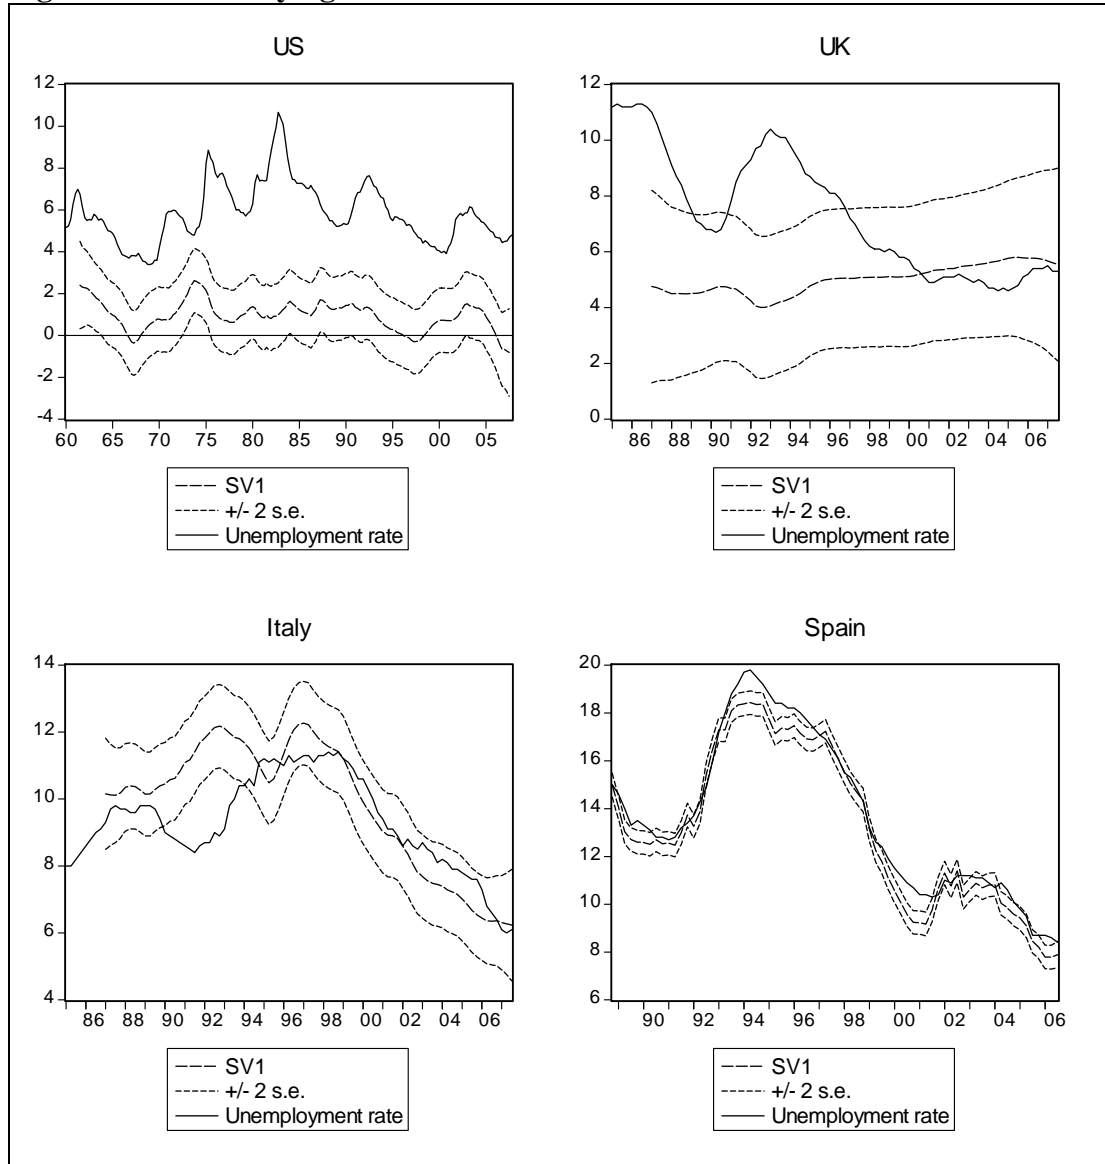 US
12
10
8
6
4
2
0
-2
-4
60 65 70 75 80 85 90 95 00 05
SV1
+/- 2 s.e.
Unemployment rate
UK
12
10
8
6
4
2
0
86 88 90 92 94 96 98 00 02 04 06
SV1
+/- 2 s.e.
Unemployment rate
Italy
14
12
10
8
6
4
86 88 90 92 94 96 98 00 02 04 06
SV1
+/- 2 s.e.
Unemployment rate
Spain
20
18
16
14
12
10
8
6
90 92 94 96 98 00 02 04 06
SV1
+/- 2 s.e.
Unemployment rate